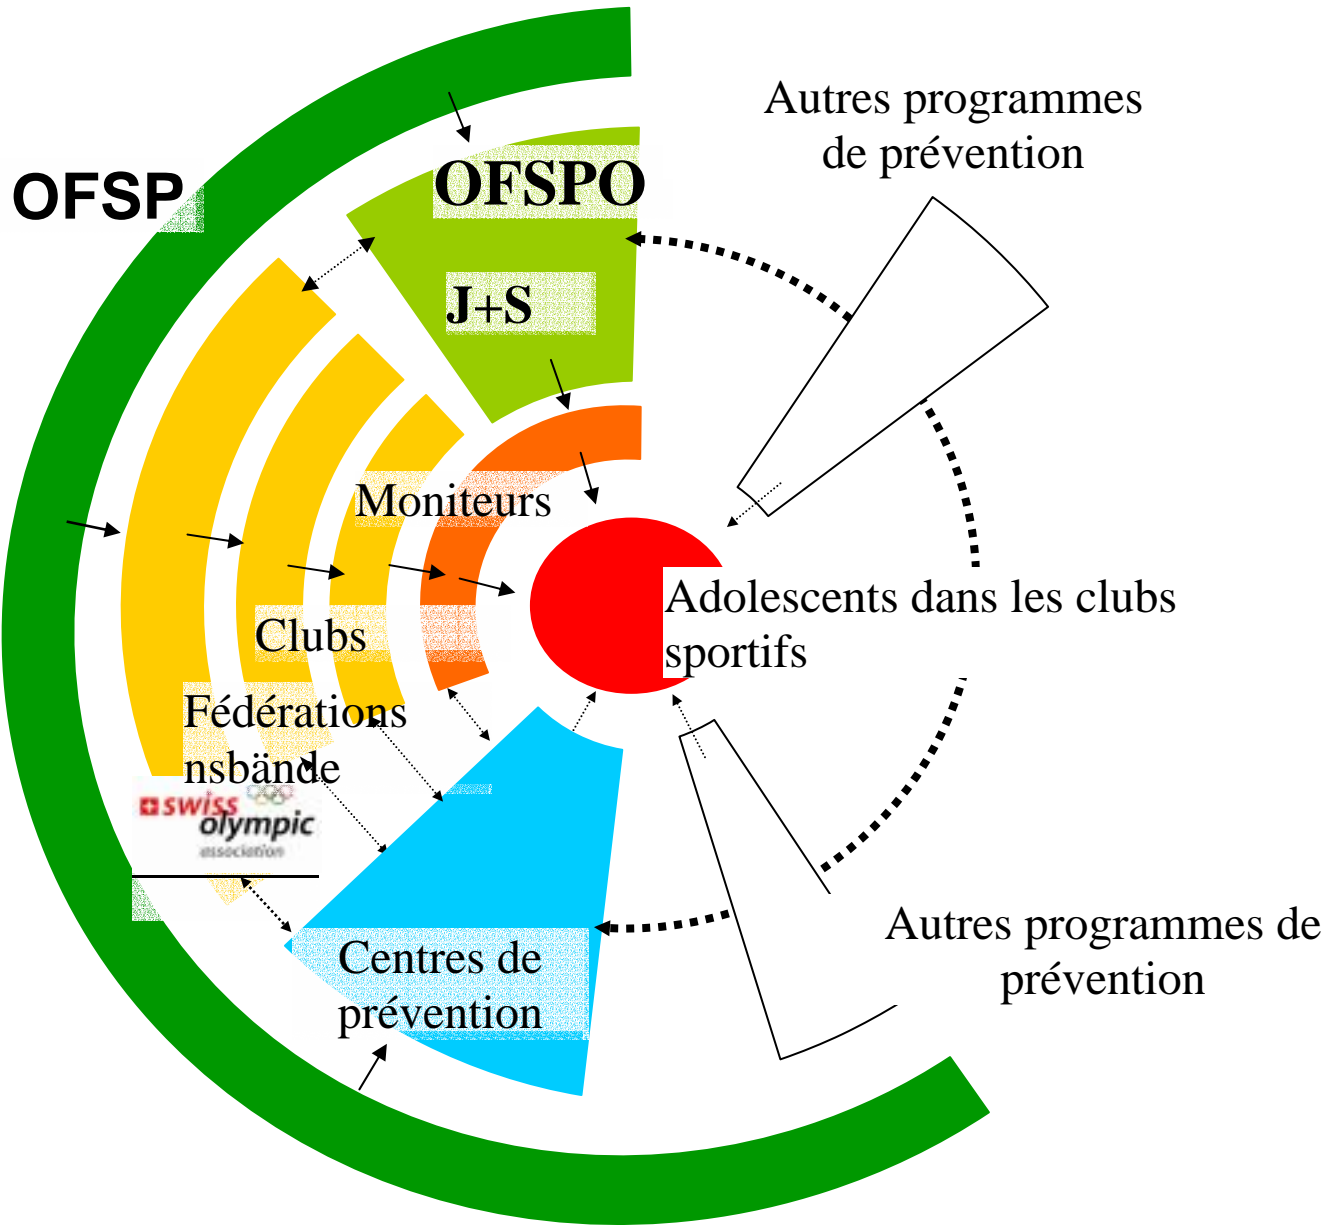 Autres programmes
de prévention
OFSP
OFSPO
J+S
Moniteurs
Adolescents dans les clubs
sportifs
Clubs
Fédérations
nsbände
swiss
olympic
association
Autres programmes de
prévention
Centres de
prévention